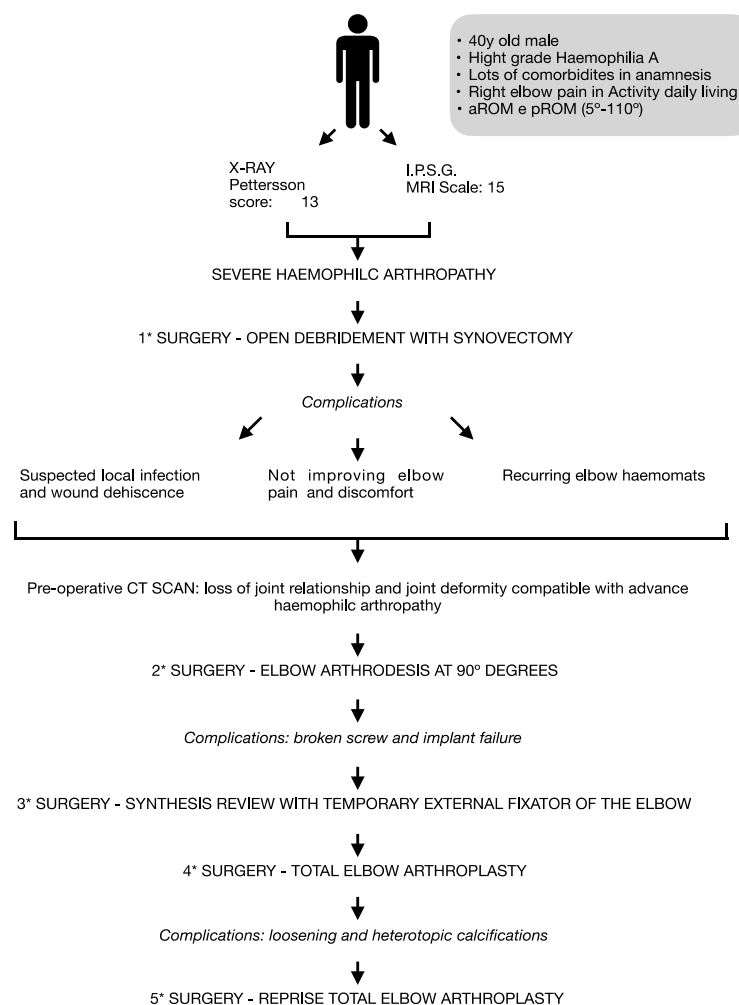 • 40y old male
• Hight grade Haemophilia A
• Lots of comorbidites in anamnesis
• Right elbow pain in Activity daily living
• aROM e pROM (5º-110º)
X-RAY
Pettersson
score: 13
I.P.S.G.
MRI Scale: 15
SEVERE HAEMOPHILC ARTHROPATHY
1* SURGERY - OPEN DEBRIDEMENT WITH SYNOVECTOMY
Complications
Suspected local infection
and wound dehiscence
Not improving elbow
pain and discomfort
Recurring elbow haemomats
Pre-operative CT SCAN: loss of joint relationship and joint deformity compatible with advance
haemophilc arthropathy
2* SURGERY - ELBOW ARTHRODESIS AT 90º DEGREES
Complications: broken screw and implant failure
3* SURGERY - SYNTHESIS REVIEW WITH TEMPORARY EXTERNAL FIXATOR OF THE ELBOW
4* SURGERY - TOTAL ELBOW ARTHROPLASTY
Complications: loosening and heterotopic calcifications
5* SURGERY - REPRISE TOTAL ELBOW ARTHROPLASTY